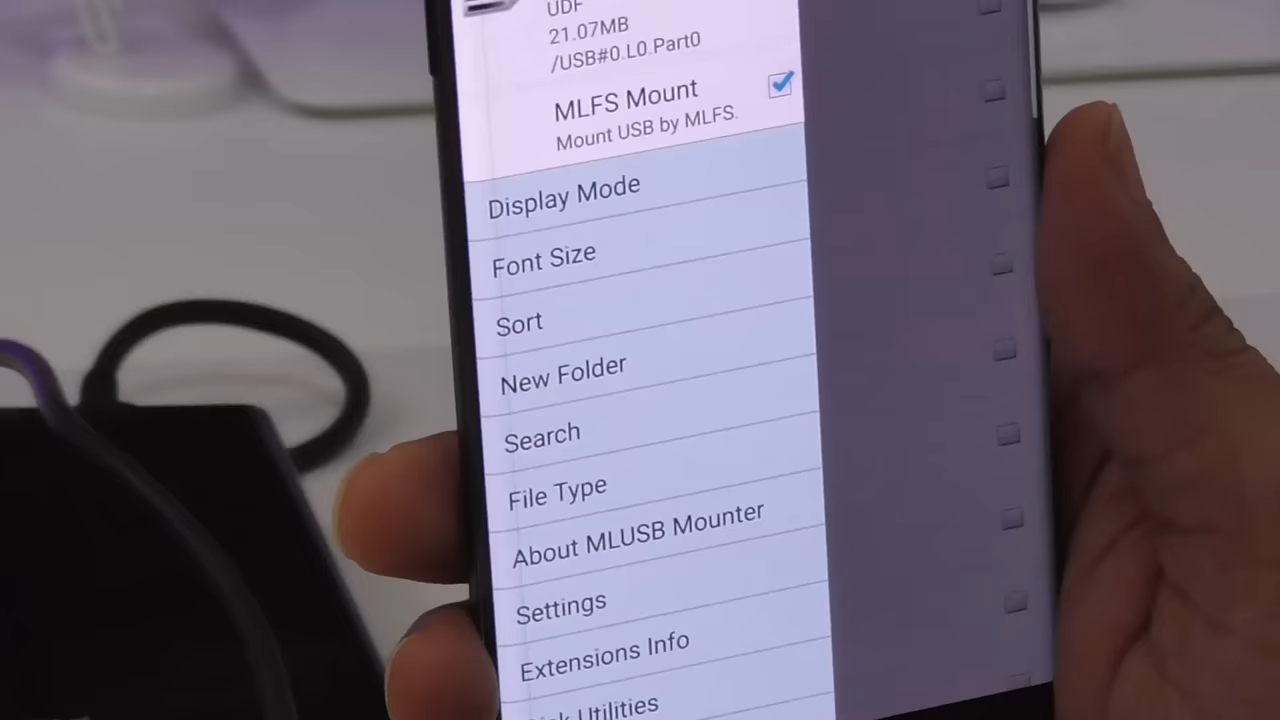 UDF
21.07MB
/USB#0.L0.Part0
MLFS Mount
Mount USB by MLFS.
Display Mode
Font Size
Sort
New Folder
Search
File Type
About MLUSB Mounter
Settings
Extensions Info
Utilities